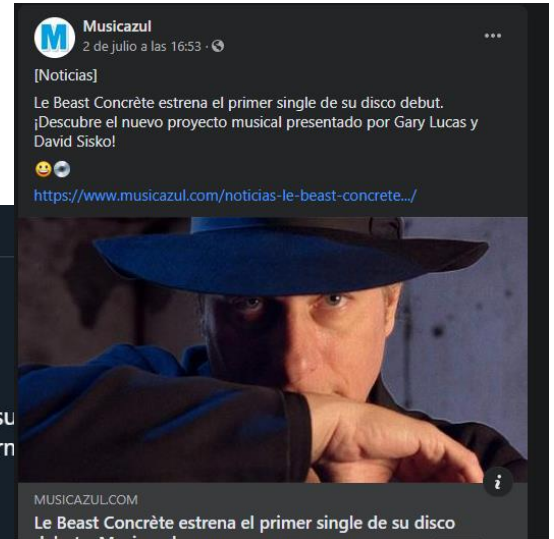 Musicazul
2 de julio a las 16:53 ·
[Noticias]
Le Beast Concrète estrena el primer single de su disco debut.
¡Descubre el nuevo proyecto musical presentado por Gary Lucas y
David Sisko!
https://www.musicazul.com/noticias-le-beast-concrete.../
su
MUSICAZUL.COM
Le Beast Concrète estrena el primer single de su disco